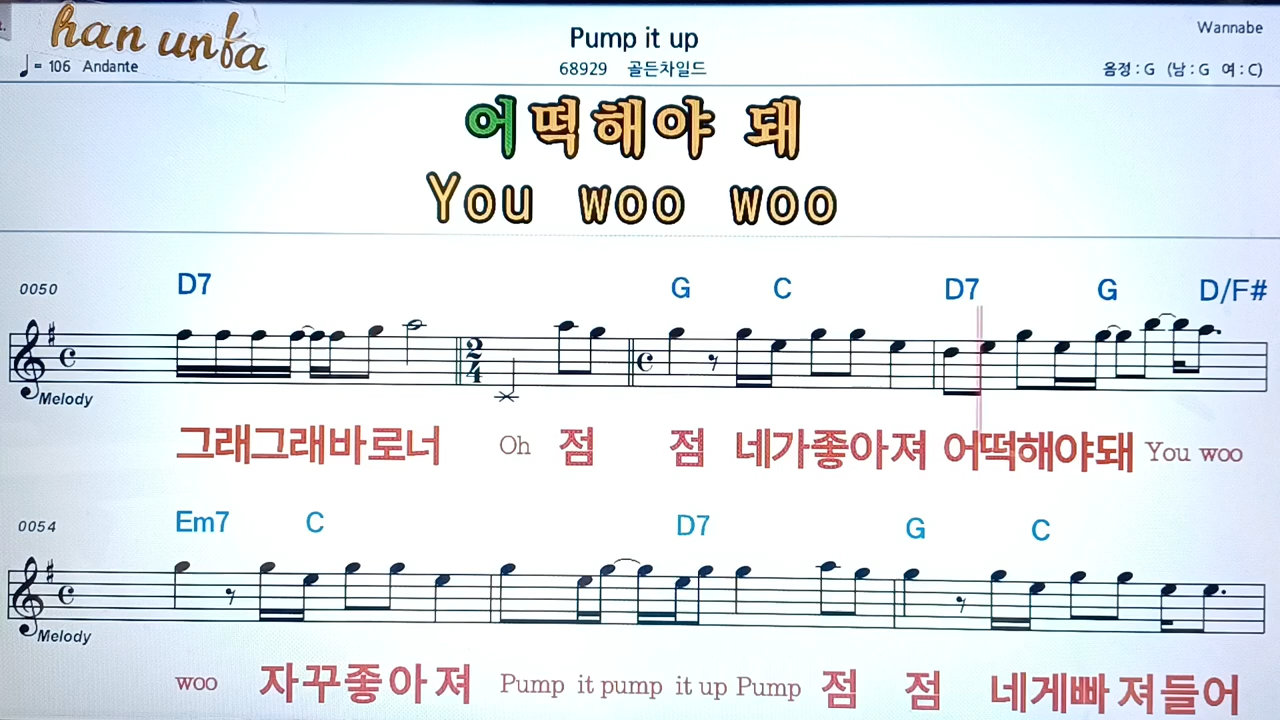 han unfa
Pump it up
Wannabe
♩= 106 Andante
68929 골든차일드
음정 : G (남 : G 여 : C)
어떡해야 돼
You woo woo
0050 D7 G C D7 G D/F#
2
4
Melody
그래그래바로너 Oh 점 점 네가좋아져 어떡해야돼 You woo
0054 Em7 C D7 G C
Melody
woo 자꾸좋아져 Pump it pump it up Pump 점 점 네게빠져들어